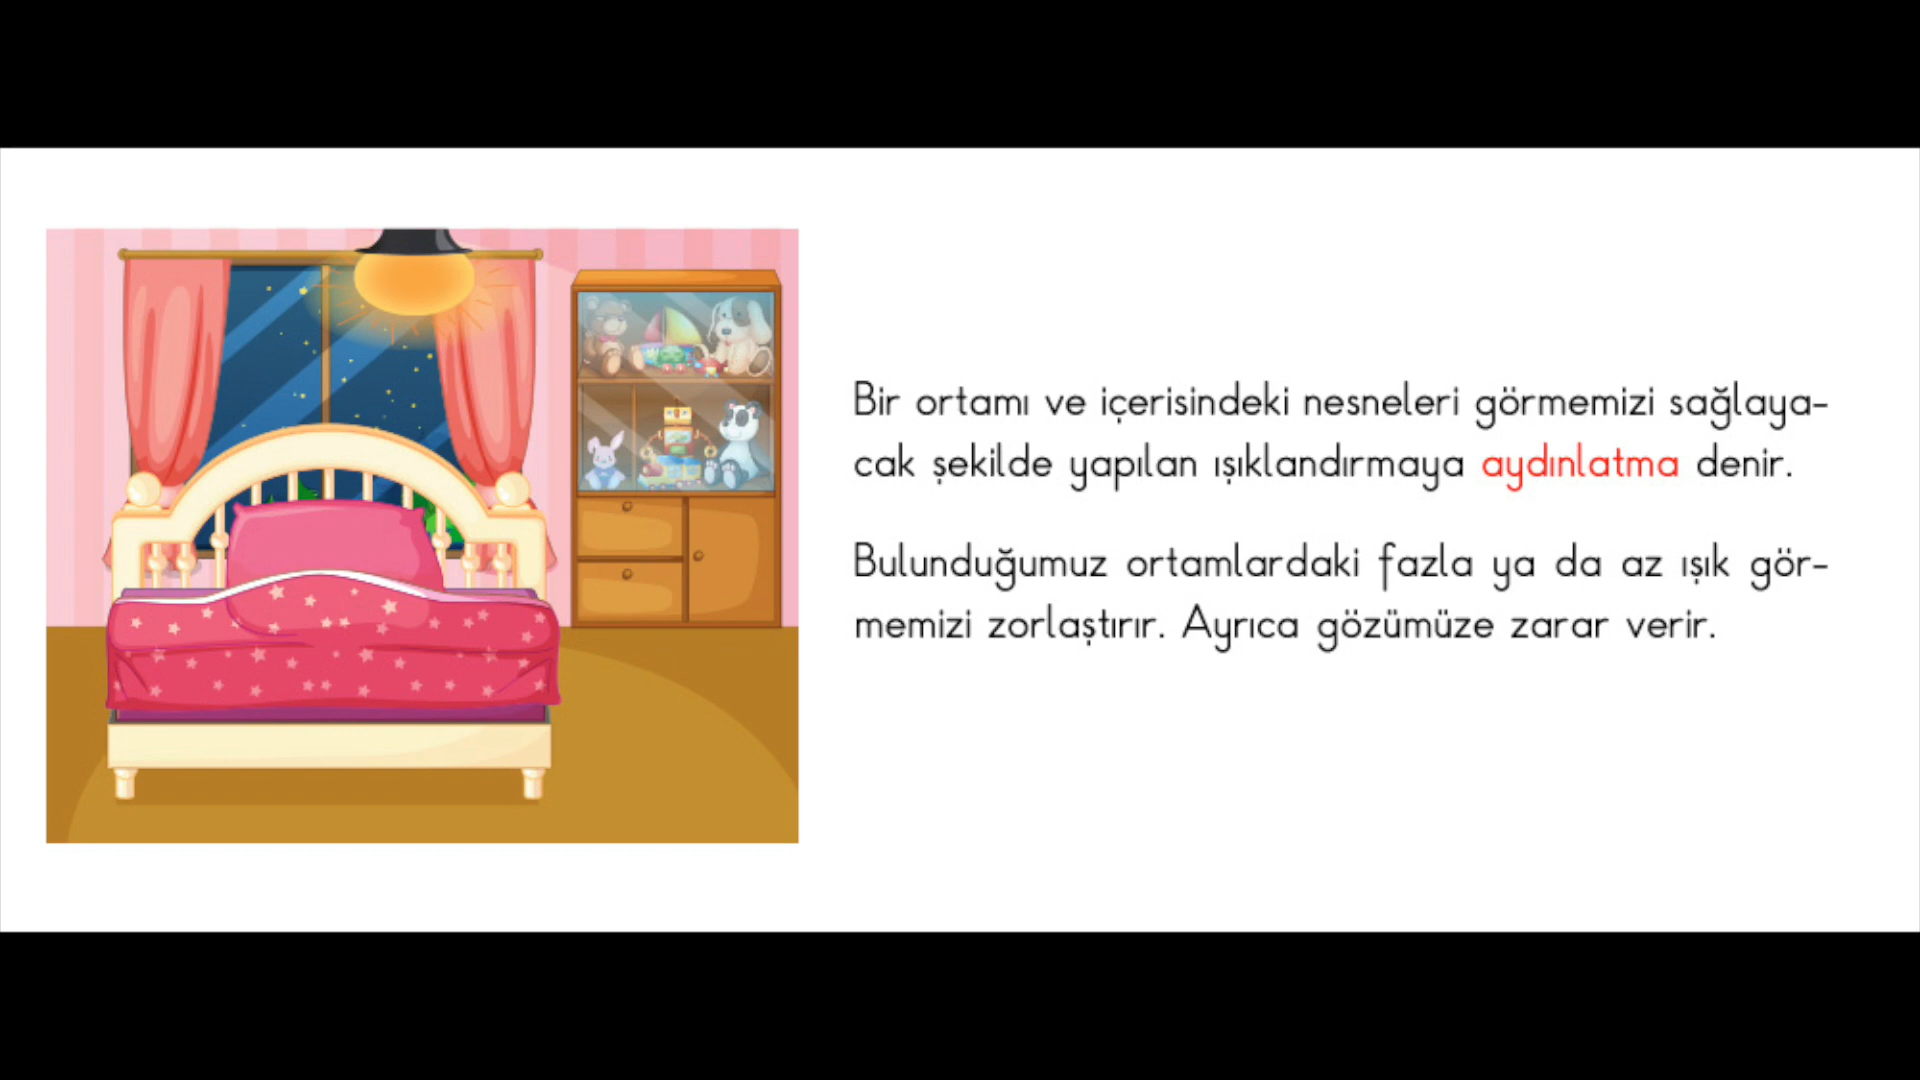 Bir ortamı ve içerisindeki nesneleri görmemizi sağlaya-
cak şekilde yapılan ışıklandırmaya aydınlatma denir.
Bulunduğumuz ortamlardaki fazla ya da az ışık gör-
memizi zorlaştırır. Ayrıca gözümüze zarar verir.